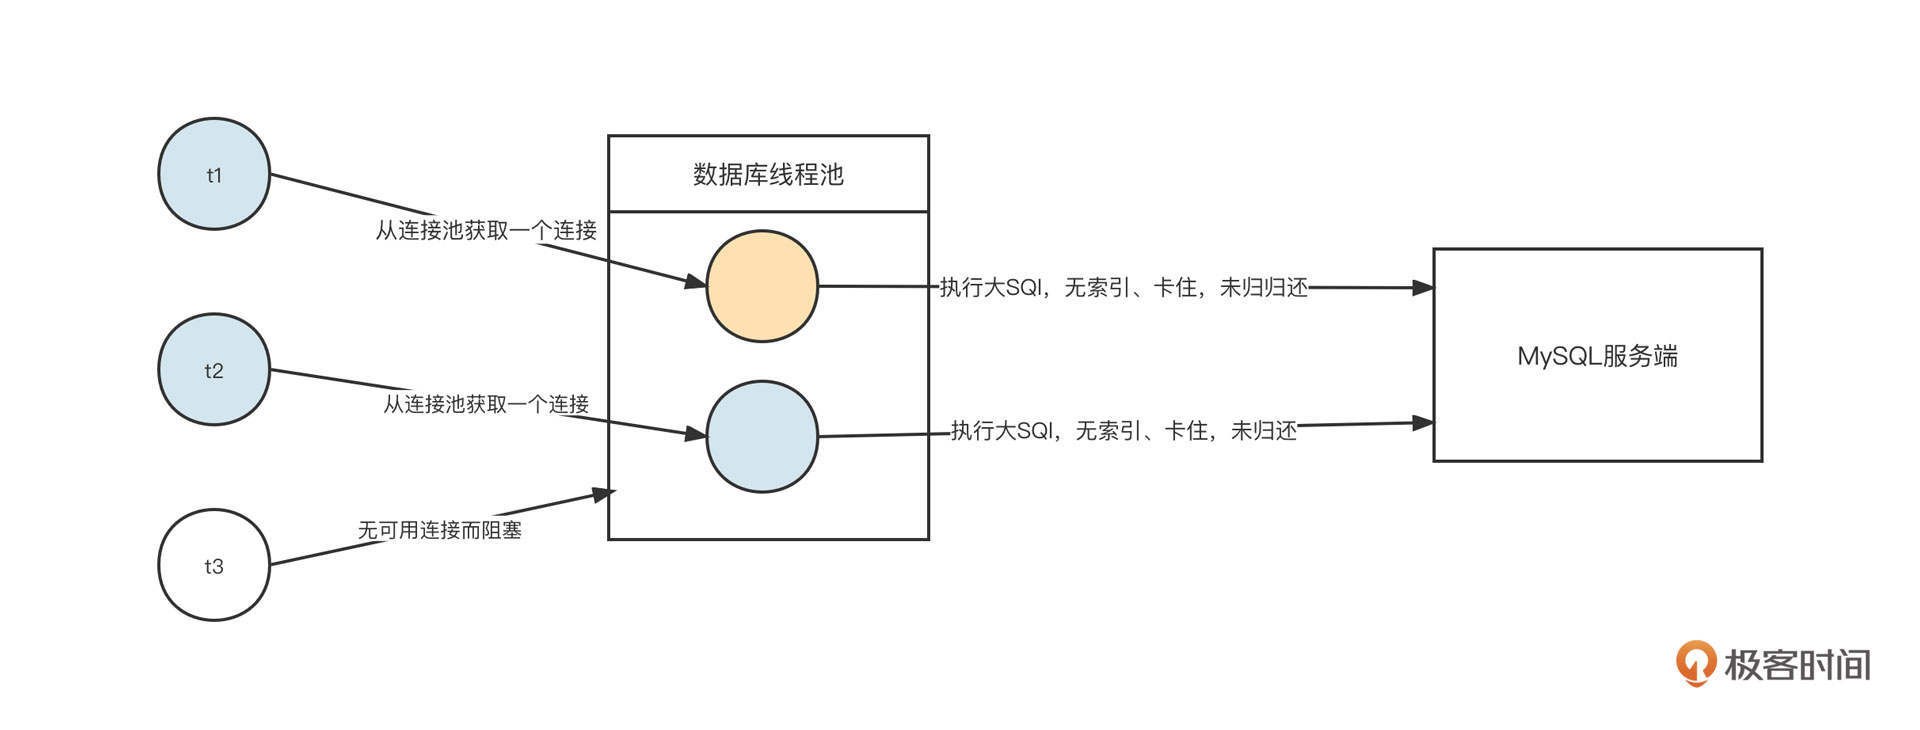 t1
数据库线程池
从连接池获取一个连接
执行大SQl，无索引、卡住，未归归还
MySQL服务端
t2
从连接池获取一个连接
执行大SQl，无索引、卡住，未归还
无可用连接而阻塞
t3
极客时间